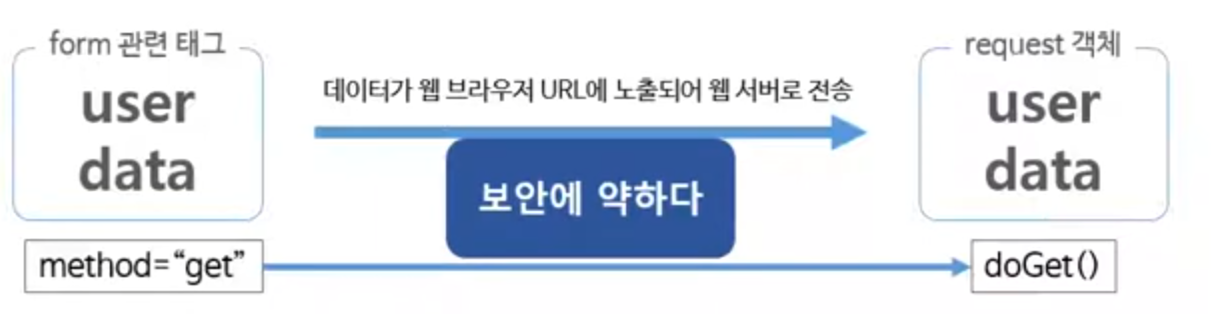 form 관련 태그
user
data
데이터가 웹 브라우저 URL에 노출되어 웹 서버로 전송
보안에 약하다
request 객체
user
data
method=“get”
doGet()